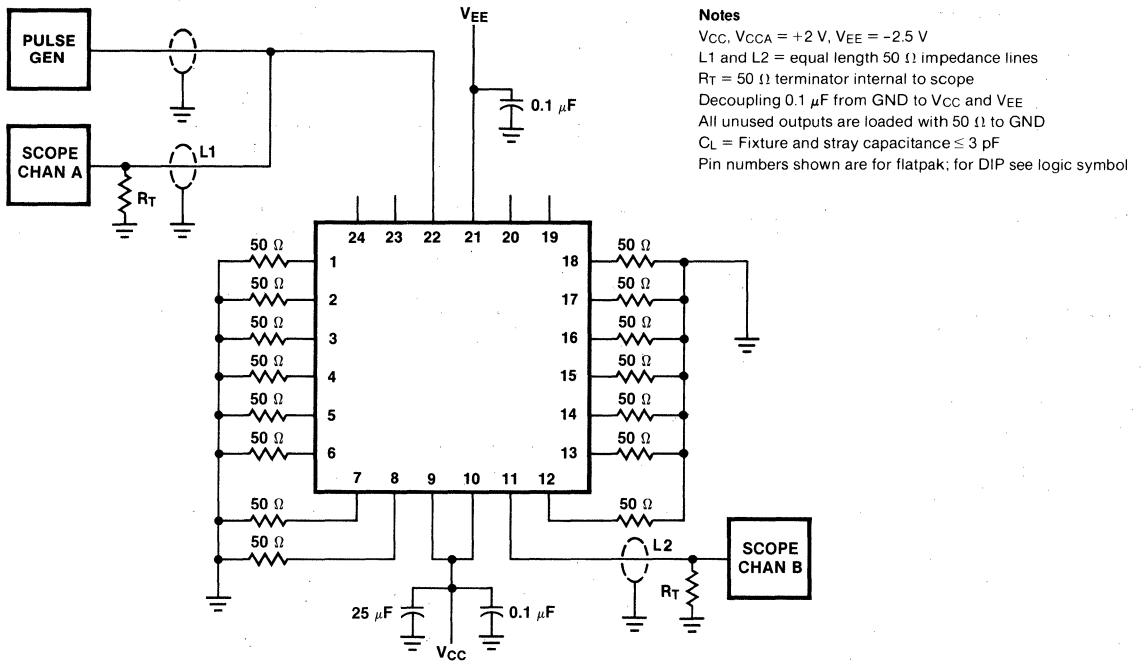 PULSE
GEN
SCOPE
CHAN A
RT
L1
VEE
0.1 μF
Notes
VCC, VCCA = +2 V, VEE = -2.5 V
L1 and L2 = equal length 50 Ω impedance lines
RT = 50 Ω terminator internal to scope
Decoupling 0.1 μF from GND to VCC and VEE
All unused outputs are loaded with 50 Ω to GND
CL = Fixture and stray capacitance ≤ 3 pF
Pin numbers shown are for flatpak; for DIP see logic symbol
24 23 22 21 20 19
50 Ω 1 18 50 Ω
50 Ω 2 17 50 Ω
50 Ω 3 16 50 Ω
50 Ω 4 15 50 Ω
50 Ω 5 14 50 Ω
50 Ω 6 13 50 Ω
7 8 9 10 11 12
50 Ω 50 Ω
50 Ω
L2
SCOPE
CHAN B
RT
25 μF
0.1 μF
VCC